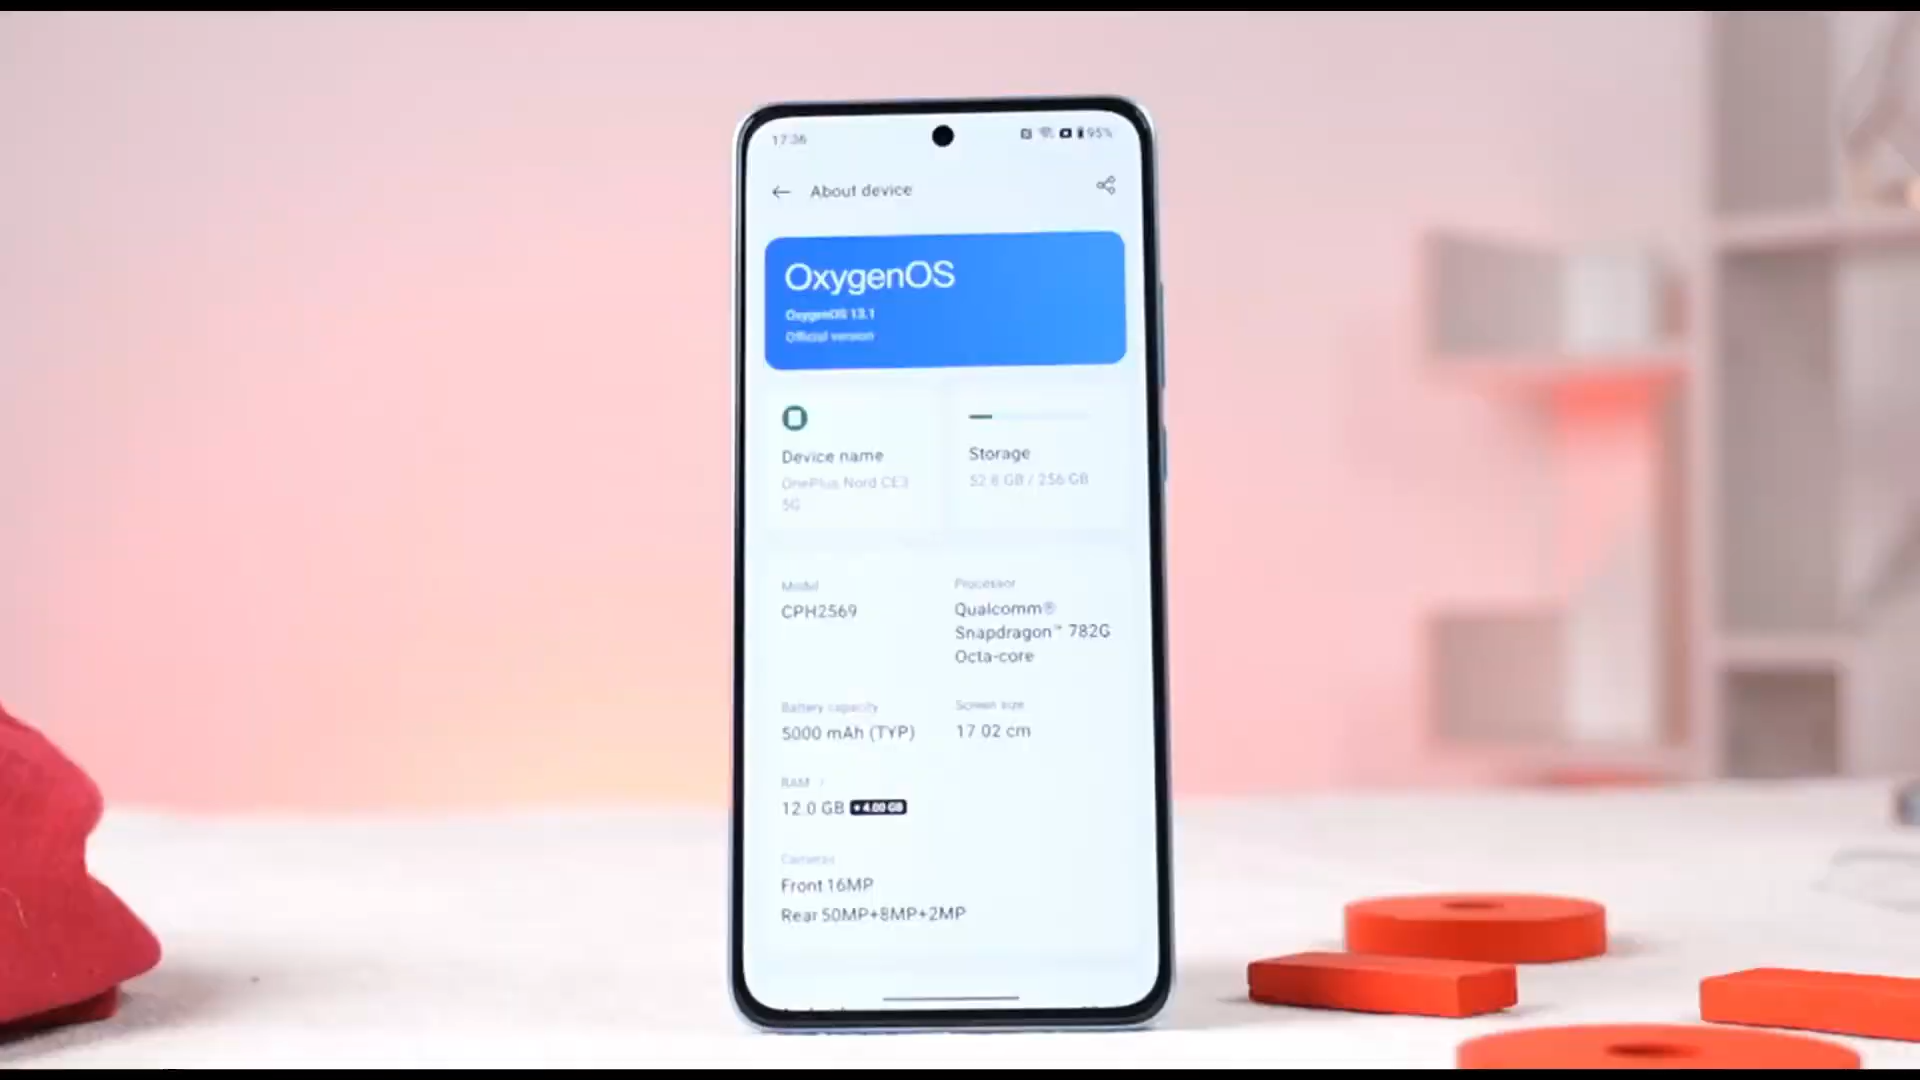 17:36
95%
About device
OxygenOS
OxygenOS 13.1
Official version
Device name
OnePlus Nord CE3
5G
Storage
52.8 GB / 256 GB
Model
CPH2569
Processor
Qualcomm®
Snapdragon™ 782G
Octa-core
Battery capacity
5000 mAh (TYP)
Screen size
17.02 cm
RAM
12.0 GB + 4.00 GB
Cameras
Front 16MP
Rear 50MP+8MP+2MP